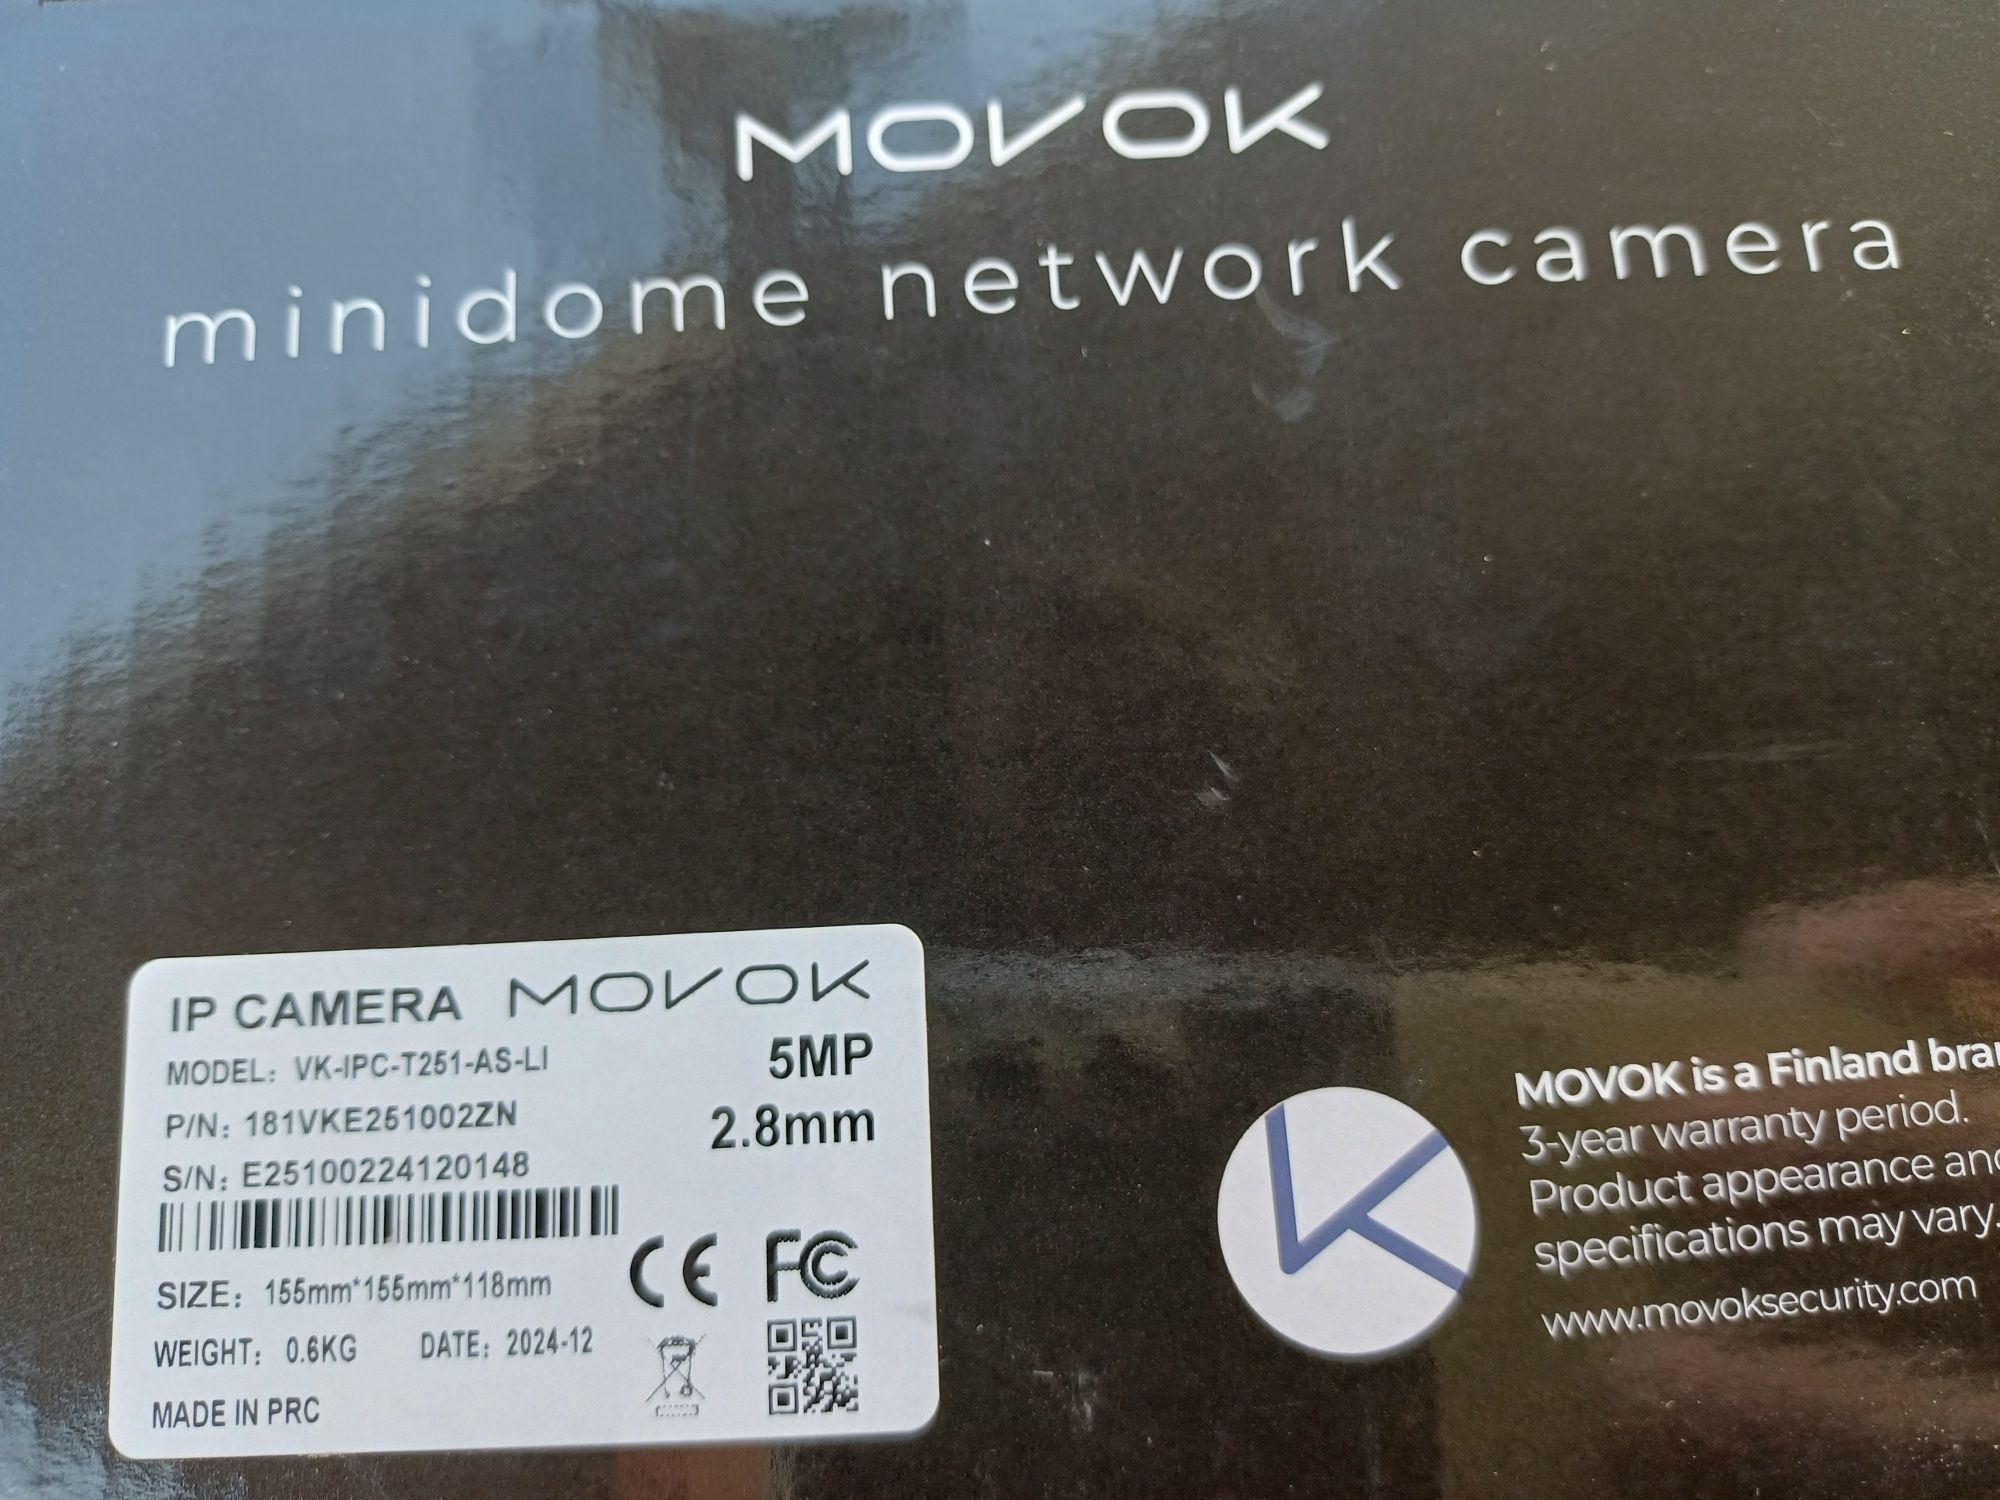 MOVOK
minidome network camera
IP CAMERA MOVOK
MODEL: VK-IPC-T251-AS-LI
5MP
P/N: 181VKE251002ZN
2.8mm
S/N: E25100224120148
CE FC
SIZE: 155mm*155mm*118mm
WEIGHT: 0.6KG DATE: 2024-12
MADE IN PRC
MOVOK is a Finland
3-year warranty period.
Product appearance
specifications may vary.
www.movoksecurity.com